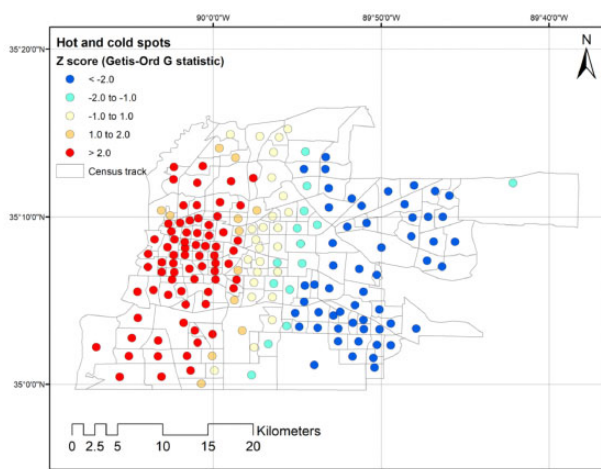 90°0'0"W
89°50'0"W
89°40'0"W
35°20'0"N
Hot and cold spots
N
Z score (Getis-Ord G statistic)
< -2.0
-2.0 to -1.0
-1.0 to 1.0
1.0 to 2.0
> 2.0
Census track
35°10'0"N
35°0'0"N
Kilometers
0 2.5 5 10 15 20